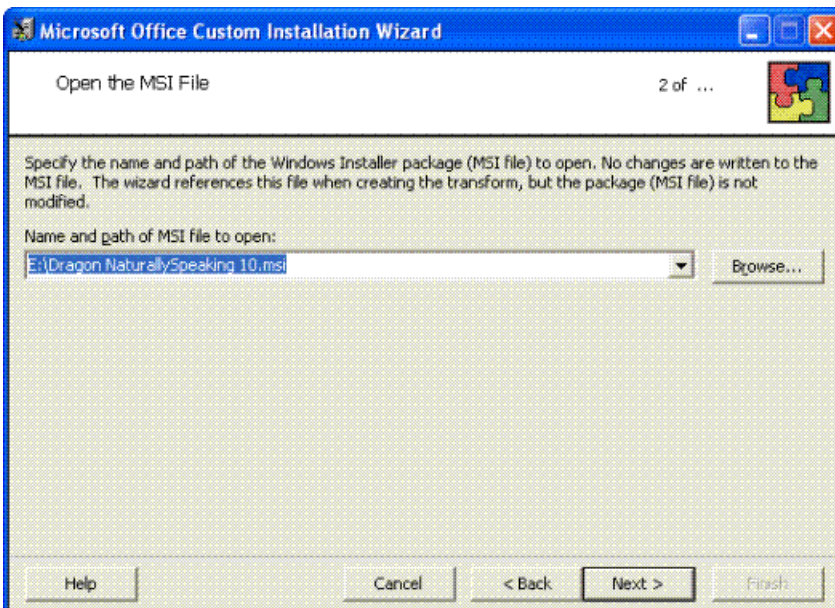 Microsoft Office Custom Installation Wizard
Open the MSI File
2 of ...
Specify the name and path of the Windows Installer package (MSI file) to open. No changes are written to the
MSI file. The wizard references this file when creating the transform, but the package (MSI file) is not
modified.
Name and path of MSI file to open:
E:\Dragon NaturallySpeaking 10.msi
Browse...
Help
Cancel
< Back
Next >
Finish